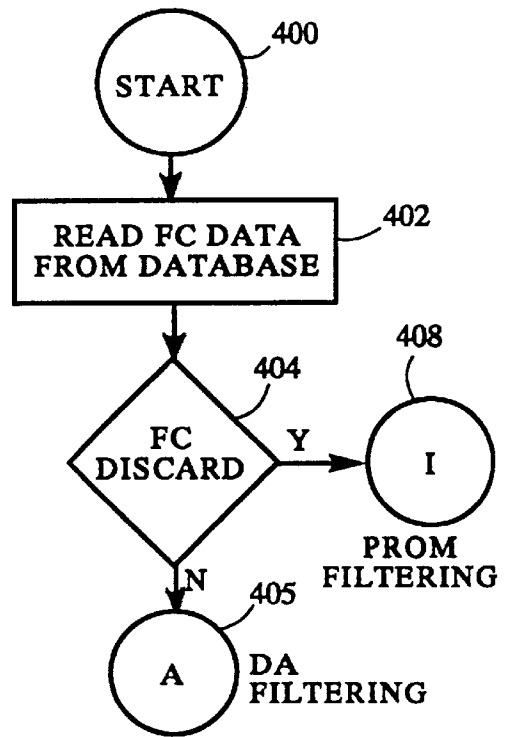 400
START
402
READ FC DATA
FROM DATABASE
404
408
FC
DISCARD
Y
I
PROM
FILTERING
N
405
A
DA
FILTERING